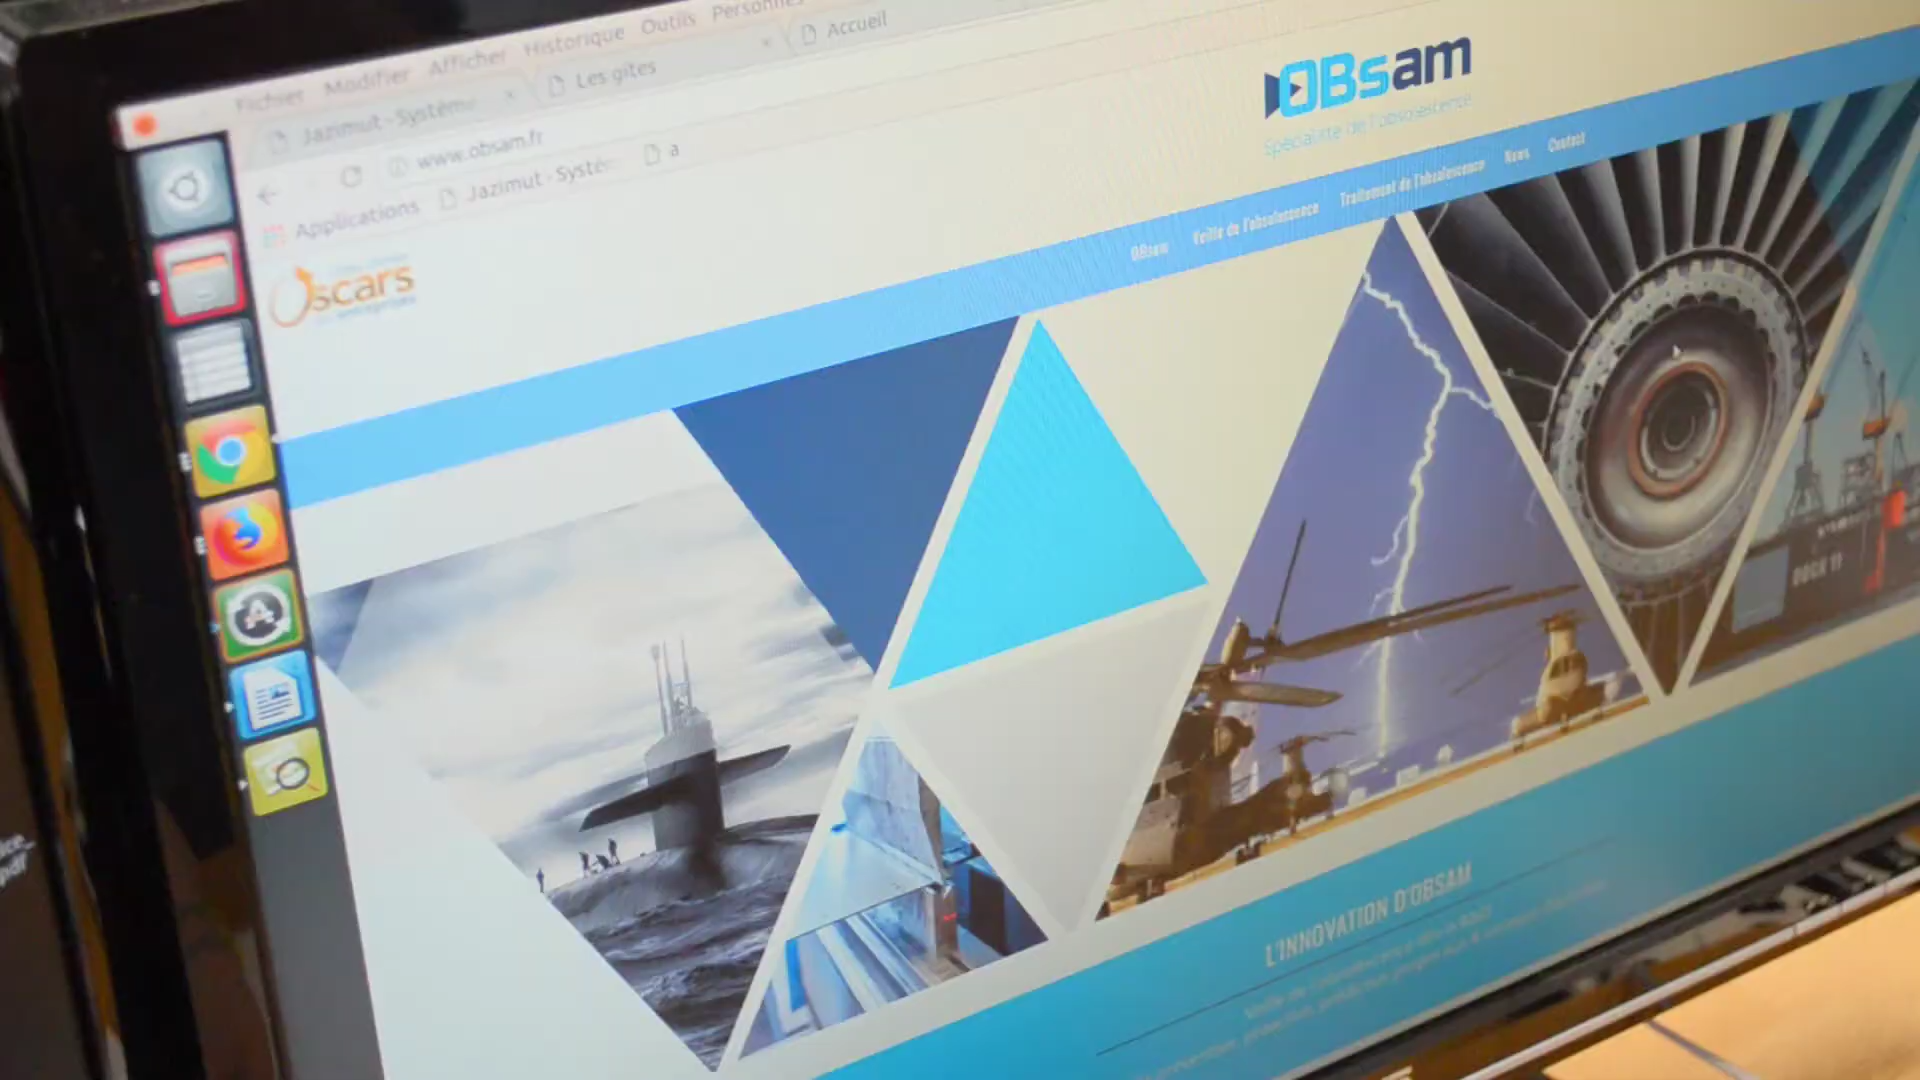 Fichier Modifier Afficher Historique Outils
Jazimut - Système
Les gîtes
Accueil
www.obsam.fr
Applications
Jazimut - Systè
a
Oscars
OBsam
Spécialité de l'obsolescence
OBsam Veille de l'obsolescence Traitement de l'obsolescence News Contact
DOCK 11
L'INNOVATION D'OBSAM